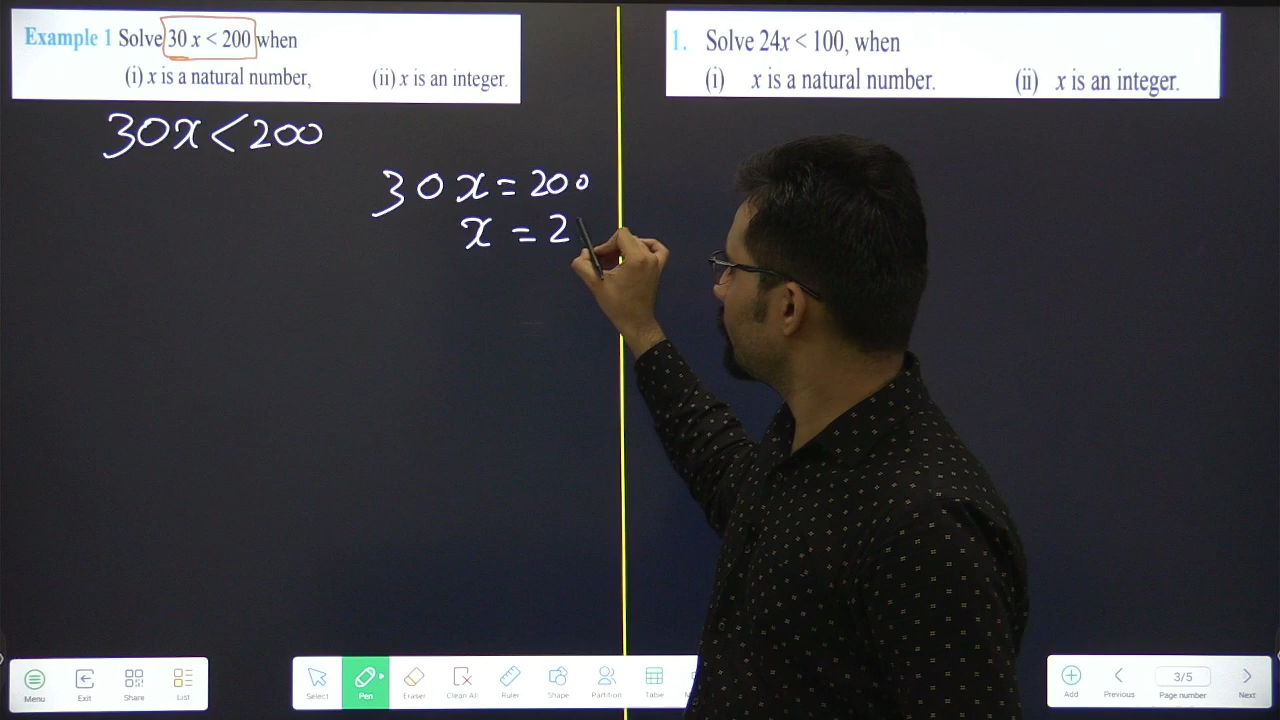 Example 1 Solve 30 x < 200 when
(i) x is a natural number, (ii) x is an integer.
30x<200
30x=200
x=2
1. Solve 24x < 100, when
(i) x is a natural number. (ii) x is an integer.
Menu Exit Share List Select Pen Eraser Clean All Ruler Shape Partition Table Add Previous 3/5 Page number Next